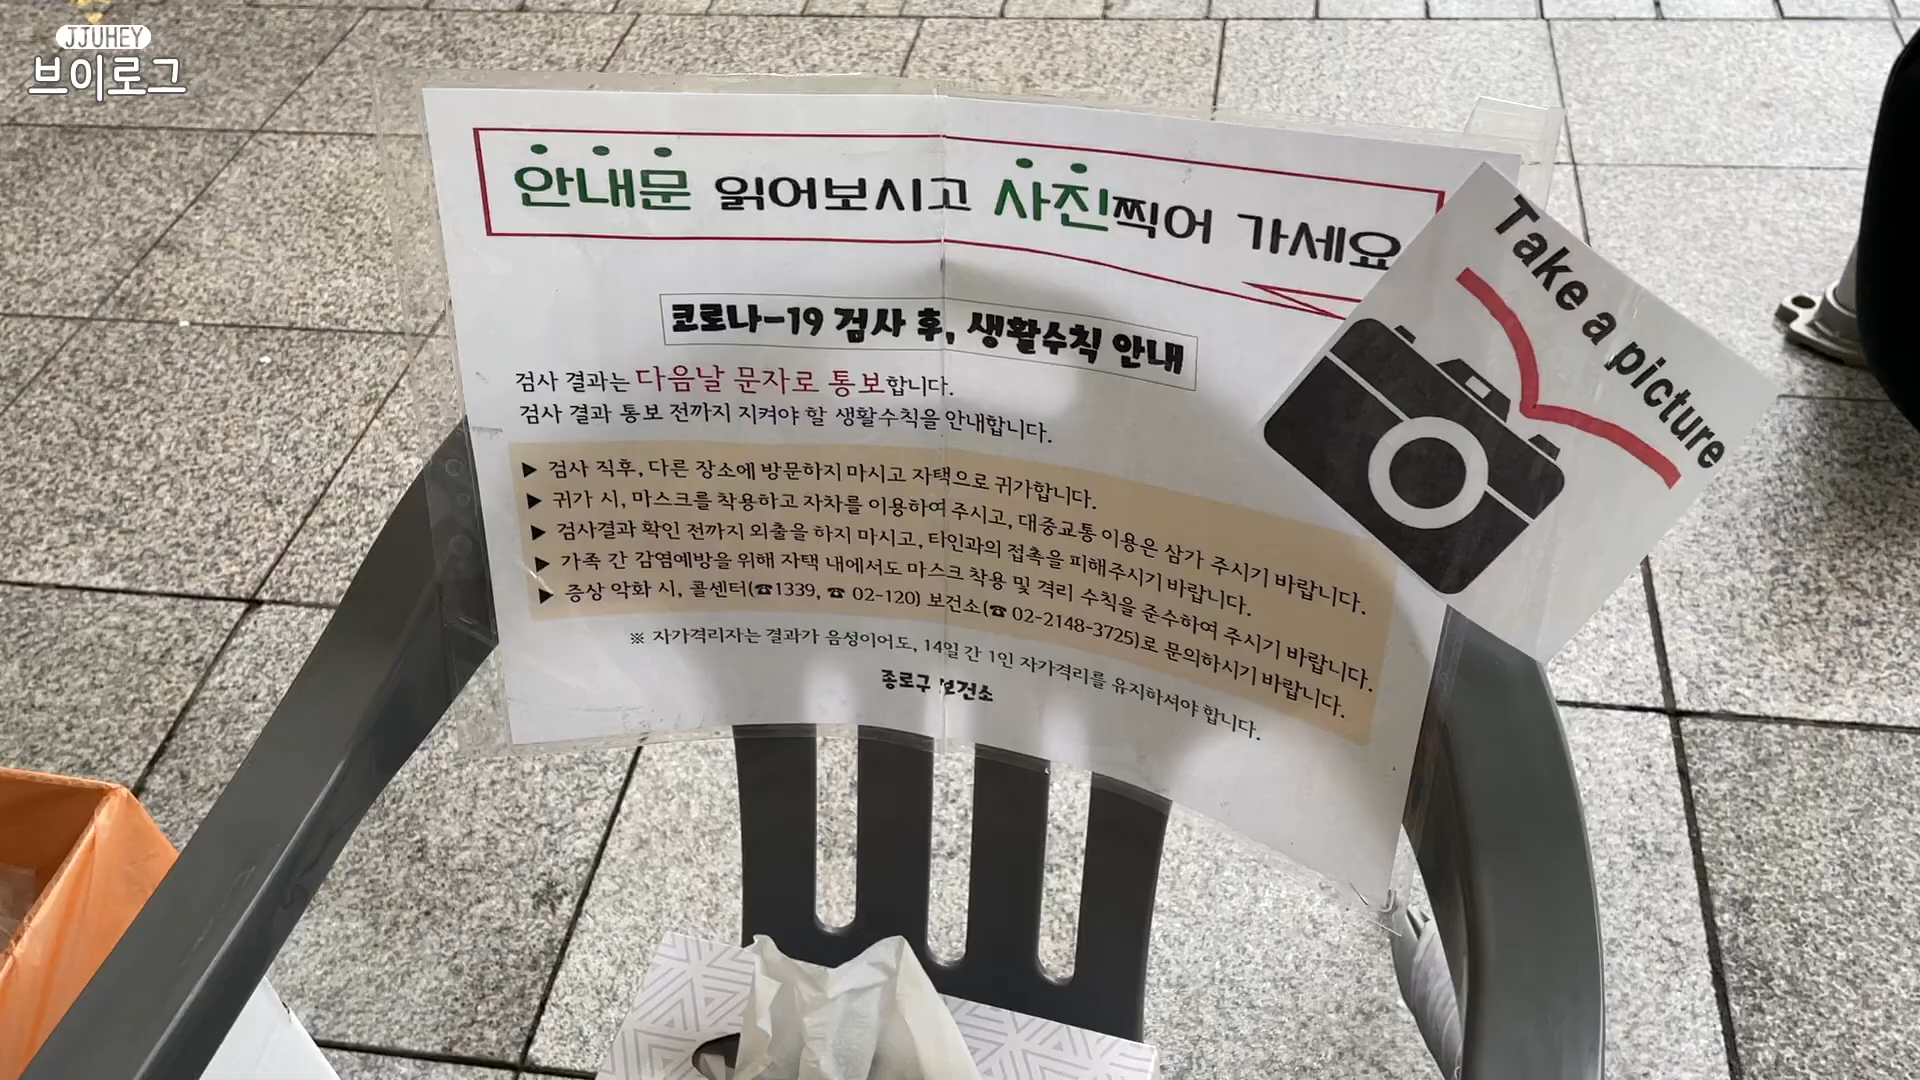 JJUHEY
브이로그
안내문 읽어보시고 사진찍어 가세요
Take a picture
코로나-19 검사 후, 생활수칙 안내
검사 결과는 다음날 문자로 통보합니다.
검사 결과 통보 전까지 지켜야 할 생활수칙을 안내합니다.
▶ 검사 직후, 다른 장소에 방문하지 마시고 자택으로 귀가합니다.
▶ 귀가 시, 마스크를 착용하고 자차를 이용하여 주시고, 대중교통 이용은 삼가 주시기 바랍니다.
▶ 검사결과 확인 전까지 외출을 하지 마시고, 타인과의 접촉을 피해주시기 바랍니다.
▶ 가족 간 감염예방을 위해 자택 내에서도 마스크 착용 및 격리 수칙을 준수하여 주시기 바랍니다.
▶ 증상 악화 시, 콜센터(☎1339, ☎ 02-120) 보건소(☎ 02-2148-3725)로 문의하시기 바랍니다.
※ 자가격리자는 결과가 음성이어도, 14일 간 1인 자가격리를 유지하셔야 합니다.
종로구 보건소